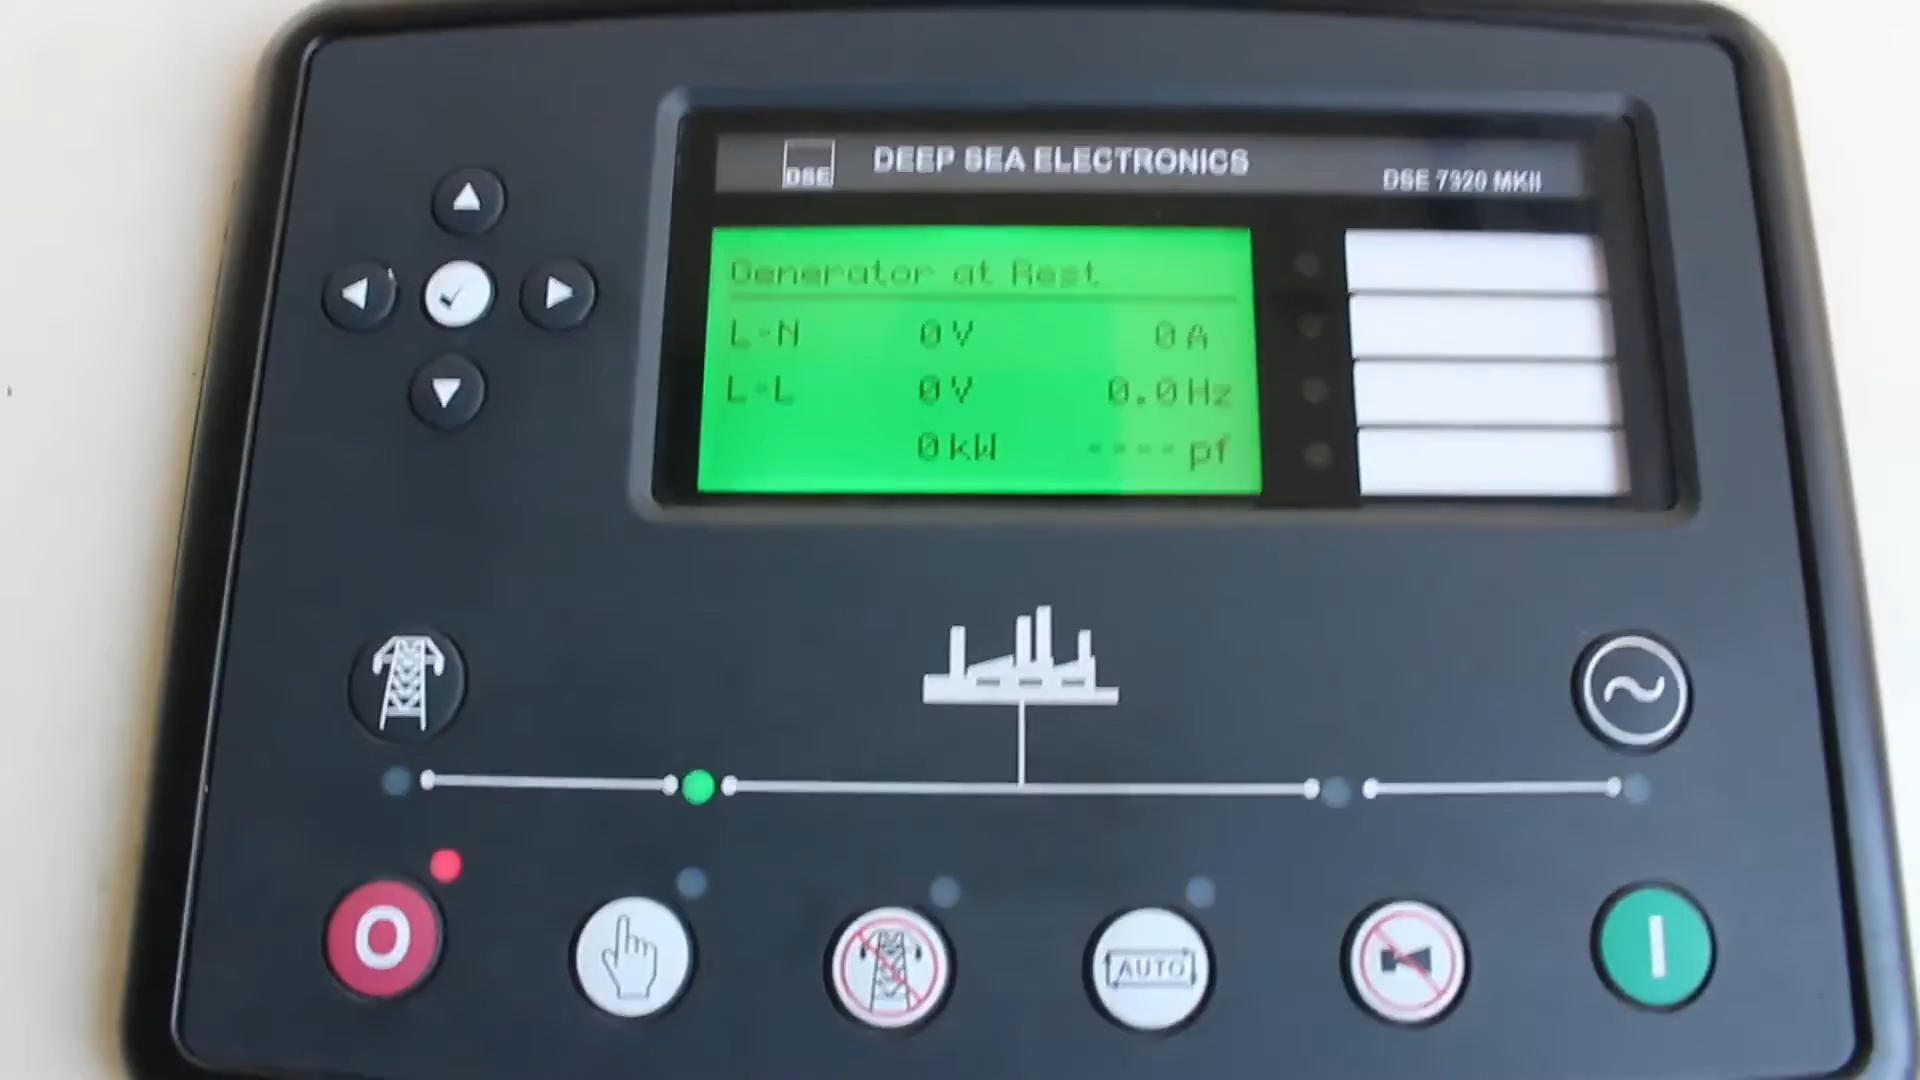 DSE
DEEP SEA ELECTRONICS
DSE 7320 MKII
Generator at Rest
L-N 0V 0A
L-L 0V 0.0Hz
0kW ----pf
O
AUTO
I